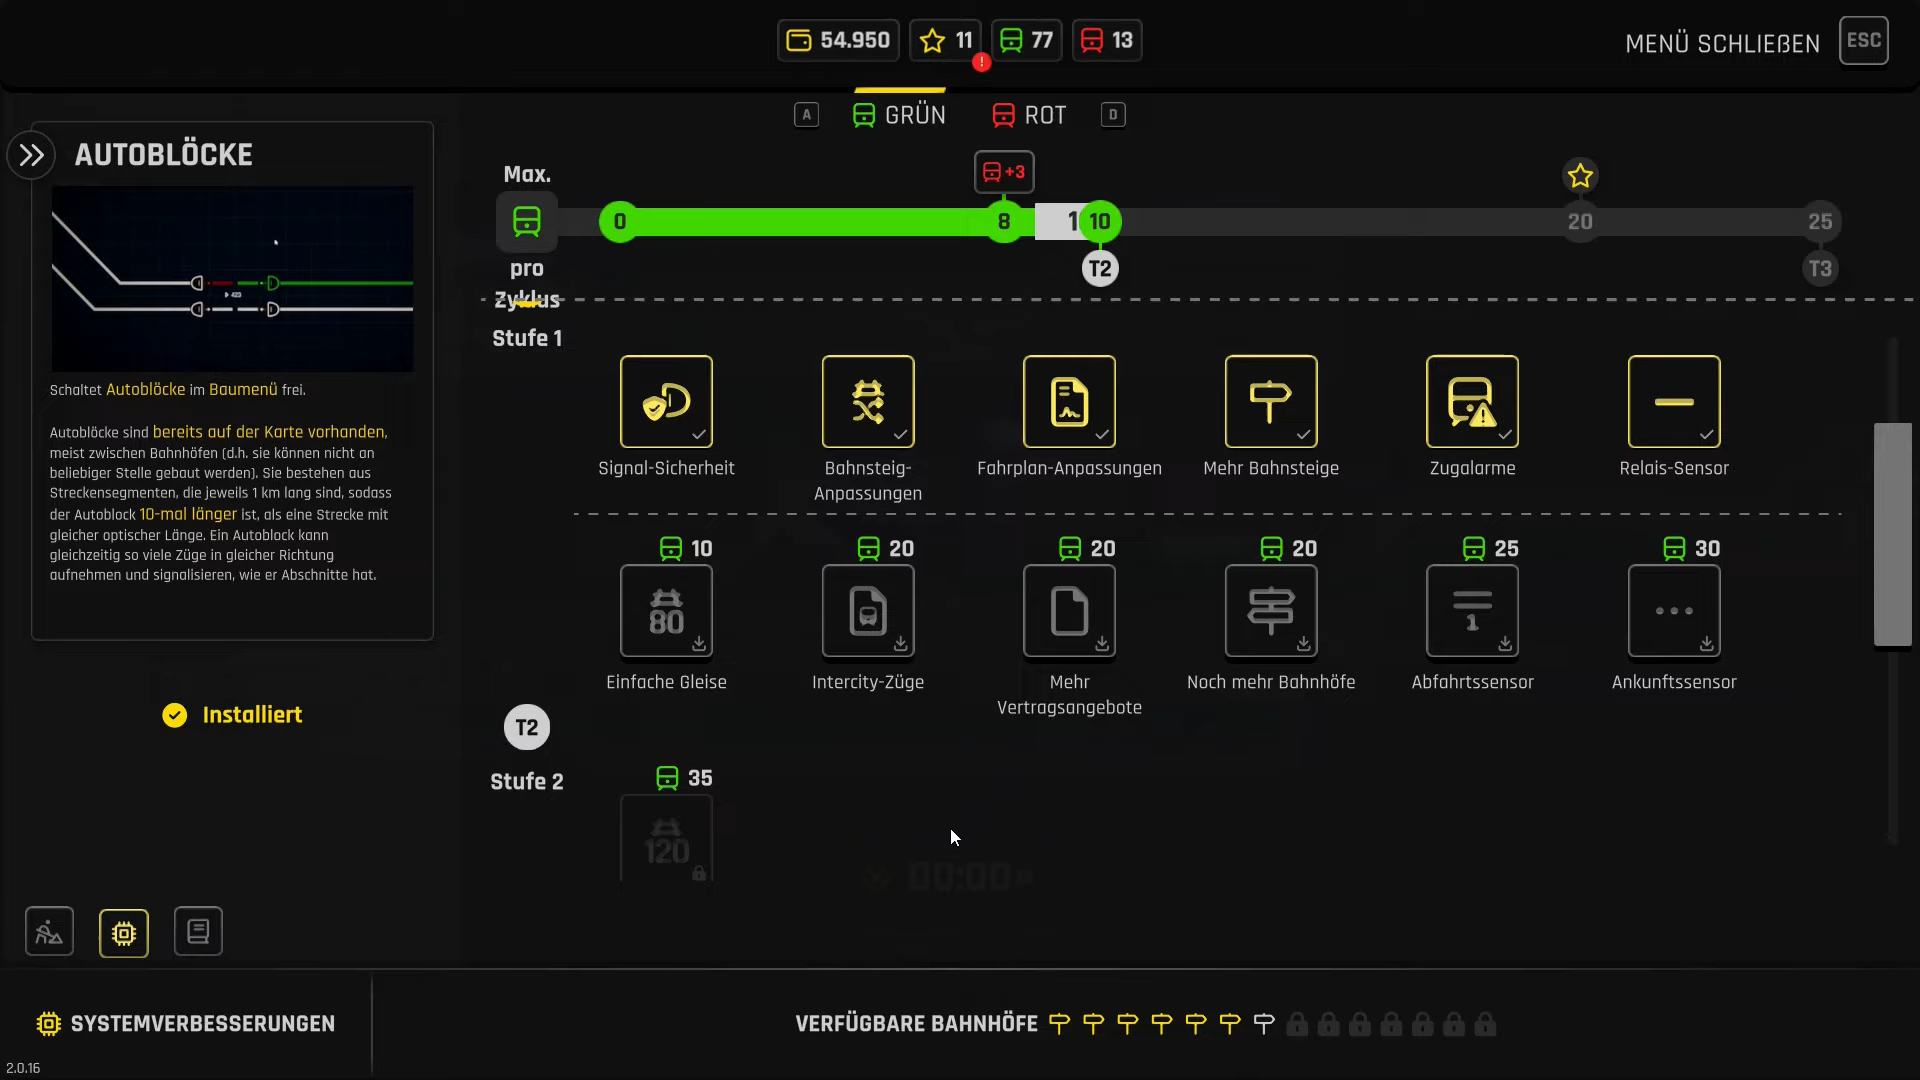 54.950
11
!
77
13
MENÜ SCHLIEẞEN
ESC
A
GRÜN
ROT
D
AUTOBLÖCKE
Schaltet Autoblöcke im Baumenü frei.
Autoblöcke sind bereits auf der Karte vorhanden,
meist zwischen Bahnhöfen (d.h. sie können nicht an
beliebiger Stelle gebaut werden). Sie bestehen aus
Streckensegmenten, die jeweils 1 km lang sind, sodass
der Autoblock 10-mal länger ist, als eine Strecke mit
gleicher optischer Länge. Ein Autoblock kann
gleichzeitig so viele Züge in gleicher Richtung
aufnehmen und signalisieren, wie er Abschnitte hat.
Installiert
Max.
pro
Zyklus
+3
0
8
1
10
20
25
T2
T3
Stufe 1
Signal-Sicherheit
Bahnsteig-
Anpassungen
Fahrplan-Anpassungen
Mehr Bahnsteige
Zugalarme
Relais-Sensor
10
20
20
20
25
30
80
1
Einfache Gleise
Intercity-Züge
Mehr
Vertragsangebote
Noch mehr Bahnhöfe
Abfahrtssensor
Ankunftssensor
T2
Stufe 2
35
120
00:00
SYSTEMVERBESSERUNGEN
VERFÜGBARE BAHNHÖFE
2.0.16